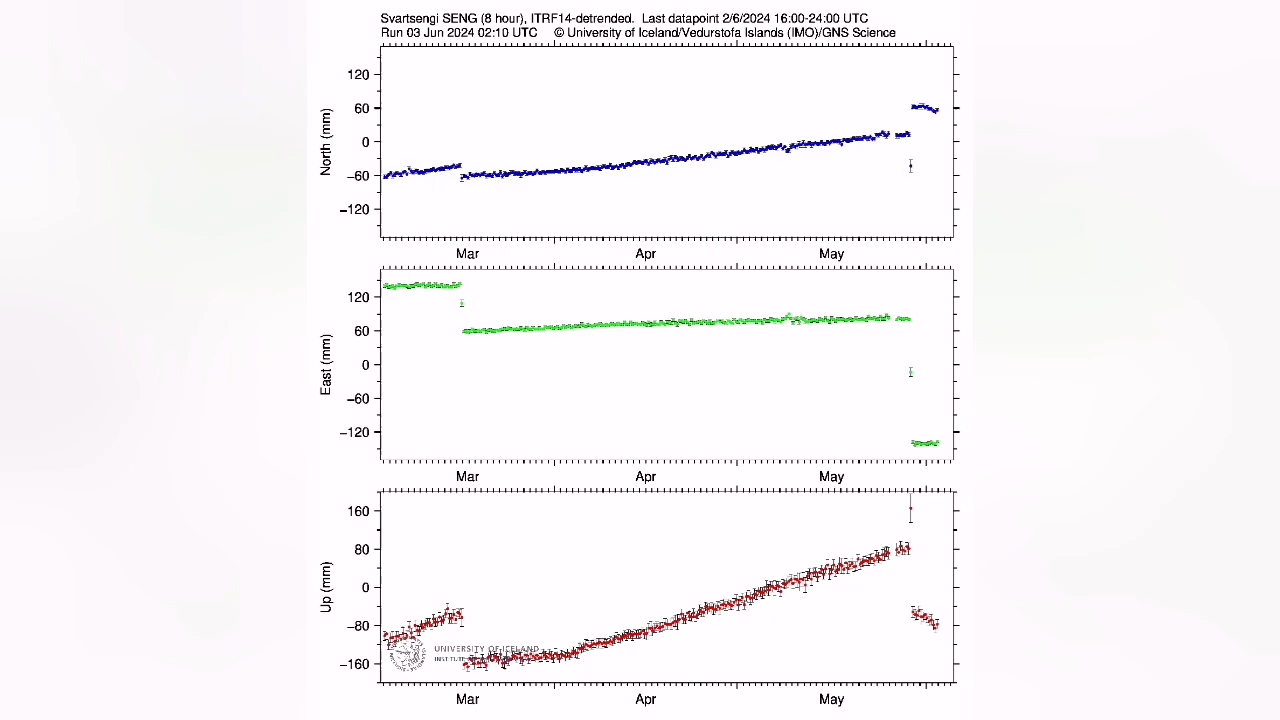 Svartsengi SENG (8 hour), ITRF14-detrended. Last datapoint 2/6/2024 16:00-24:00 UTC
Run 03 Jun 2024 02:10 UTC © University of Iceland/Vedurstofa Islands (IMO)/GNS Science
120
60
0
−60
−120
North (mm)
Mar Apr May
120
60
0
−60
−120
East (mm)
Mar Apr May
160
80
0
−80
−160
Up (mm)
UNIVERSITY OF ICELAND
Mar Apr May